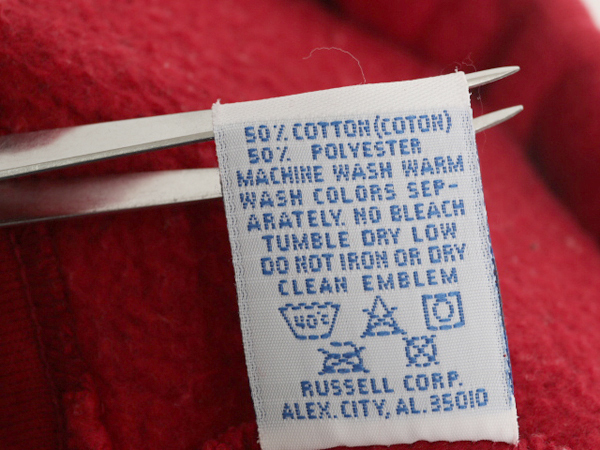 50% COTTON (COTON)
50% POLYESTER
MACHINE WASH WARM
WASH COLORS SEP-
ARATELY. NO BLEACH
TUMBLE DRY LOW
DO NOT IRON OR DRY
CLEAN EMBLEM
40°C
RUSSELL CORP.
ALEX. CITY, AL. 35010